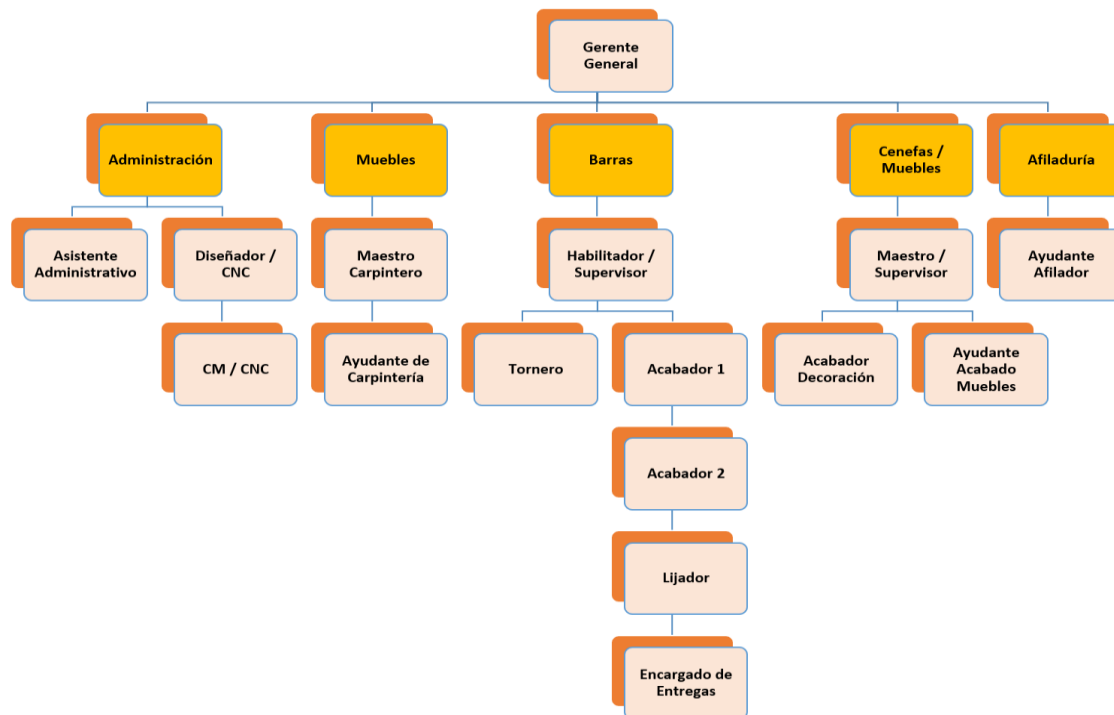 Gerente
General
Administración
Muebles
Barras
Cenefas /
Muebles
Afiladuría
Asistente
Administrativo
Diseñador /
CNC
Maestro
Carpintero
Habilitador /
Supervisor
Maestro /
Supervisor
Ayudante
Afilador
CM / CNC
Ayudante de
Carpintería
Tornero
Acabador 1
Acabador
Decoración
Ayudante
Acabado
Muebles
Acabador 2
Lijador
Encargado de
Entregas